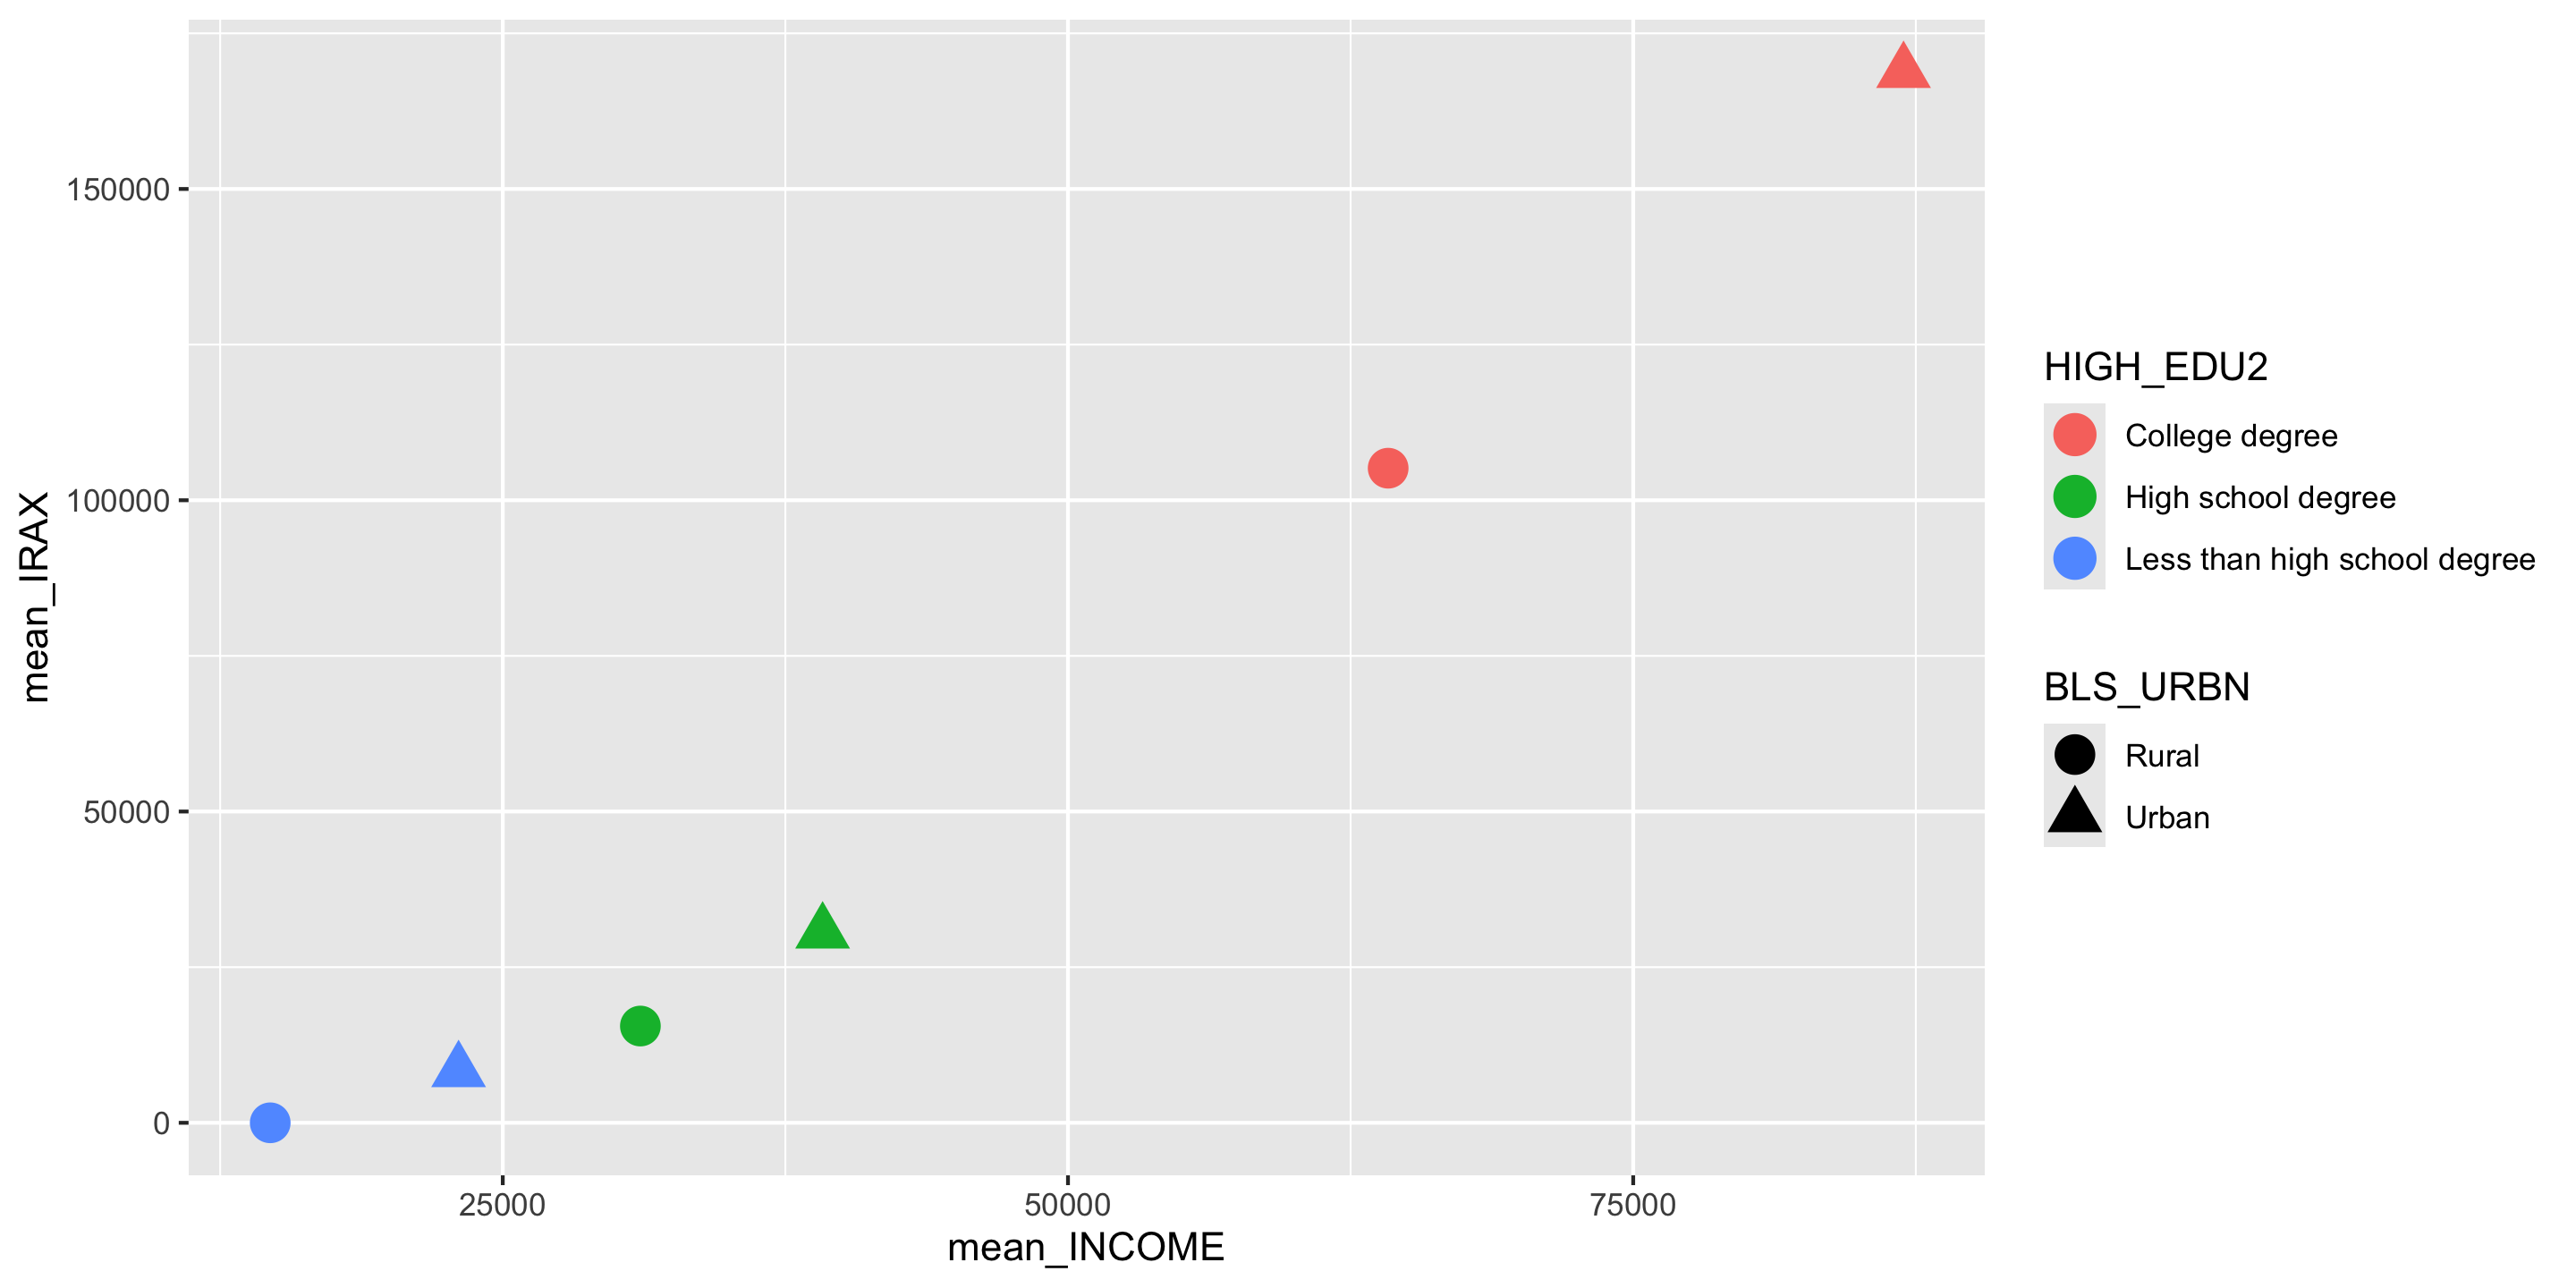 150000
100000
50000
0
mean_IRAX
25000
50000
75000
mean_INCOME
HIGH_EDU2
College degree
High school degree
Less than high school degree
BLS_URBN
Rural
Urban